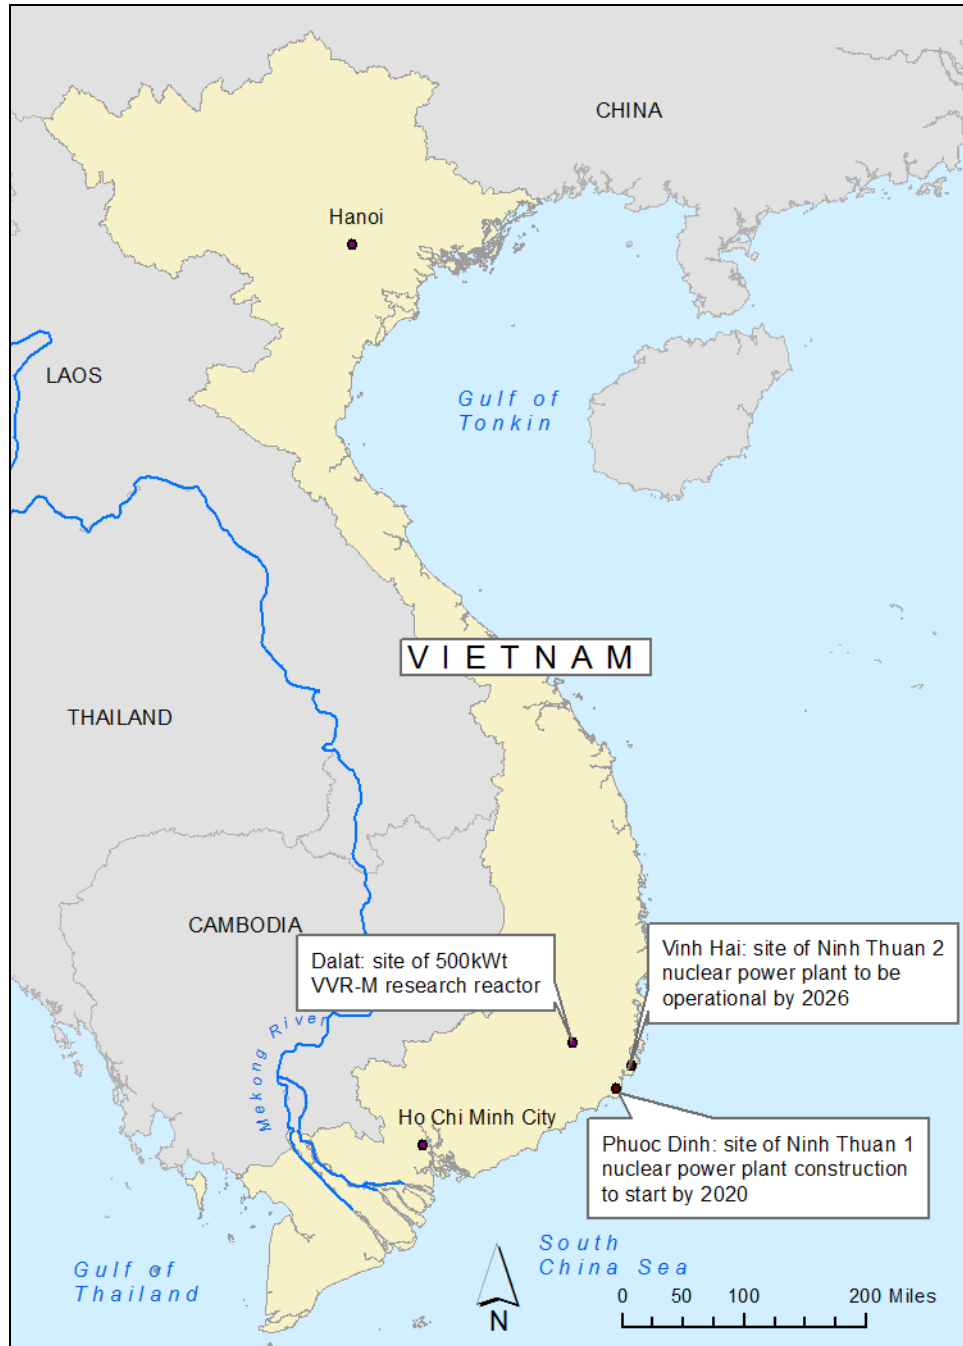 CHINA
Hanoi
LAOS
Gulf of
Tonkin
VIETNAM
THAILAND
CAMBODIA
Dalat: site of 500kWt
VVR-M research reactor
Vinh Hai: site of Ninh Thuan 2
nuclear power plant to be
operational by 2026
Mekong River
Ho Chi Minh City
Phuoc Dinh: site of Ninh Thuan 1
nuclear power plant construction
to start by 2020
South
China Sea
Gulf of
Thailand
N
0 50 100 200 Miles